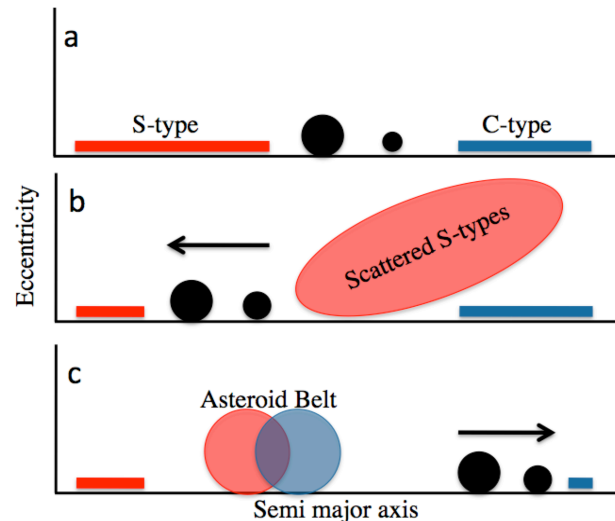 a
S-type
C-type
Eccentricity
b
Scattered S-types
c
Asteroid Belt
Semi major axis